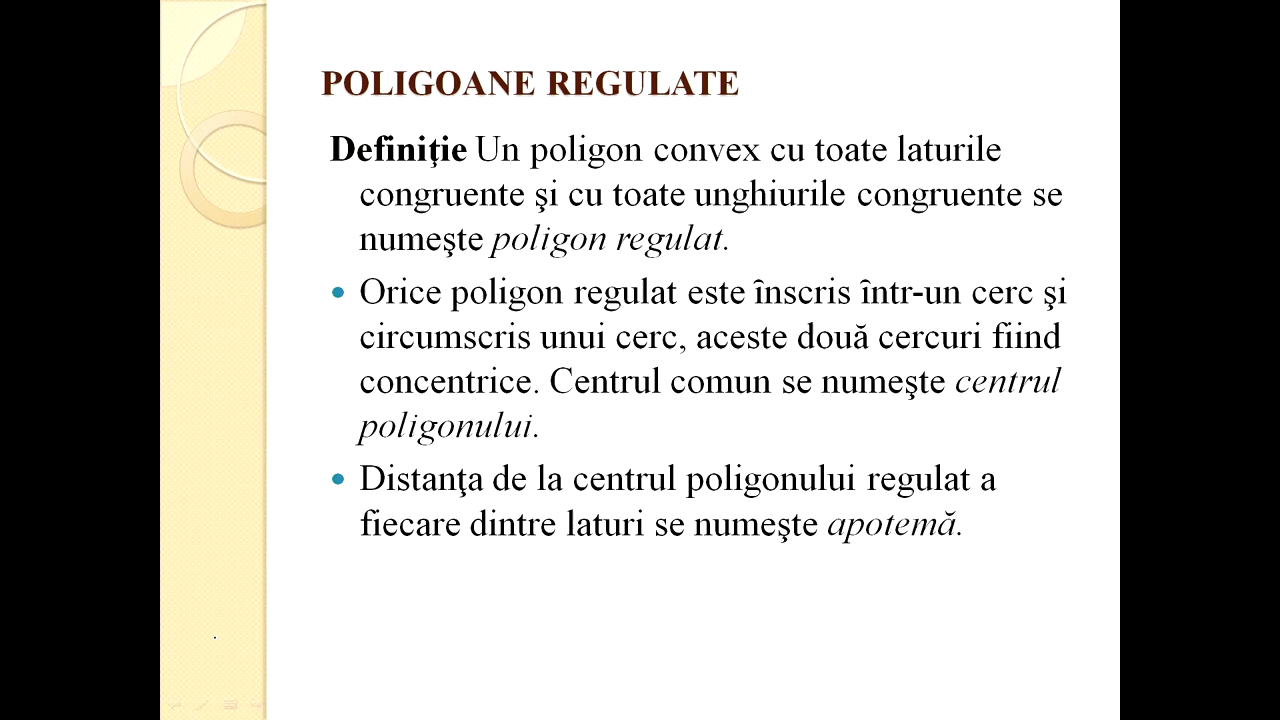 POLIGOANE REGULATE
Definiţie Un poligon convex cu toate laturile
congruente şi cu toate unghiurile congruente se
numeşte poligon regulat.
Orice poligon regulat este înscris într-un cerc şi
circumscris unui cerc, aceste două cercuri fiind
concentrice. Centrul comun se numeşte centrul
poligonului.
Distanţa de la centrul poligonului regulat a
fiecare dintre laturi se numeşte apotemă.